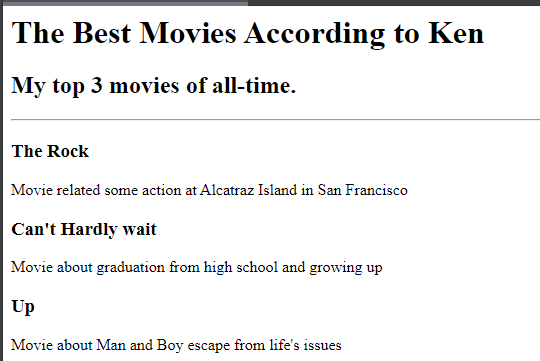 The Best Movies According to Ken
My top 3 movies of all-time.
The Rock
Movie related some action at Alcatraz Island in San Francisco
Can't Hardly wait
Movie about graduation from high school and growing up
Up
Movie about Man and Boy escape from life's issues